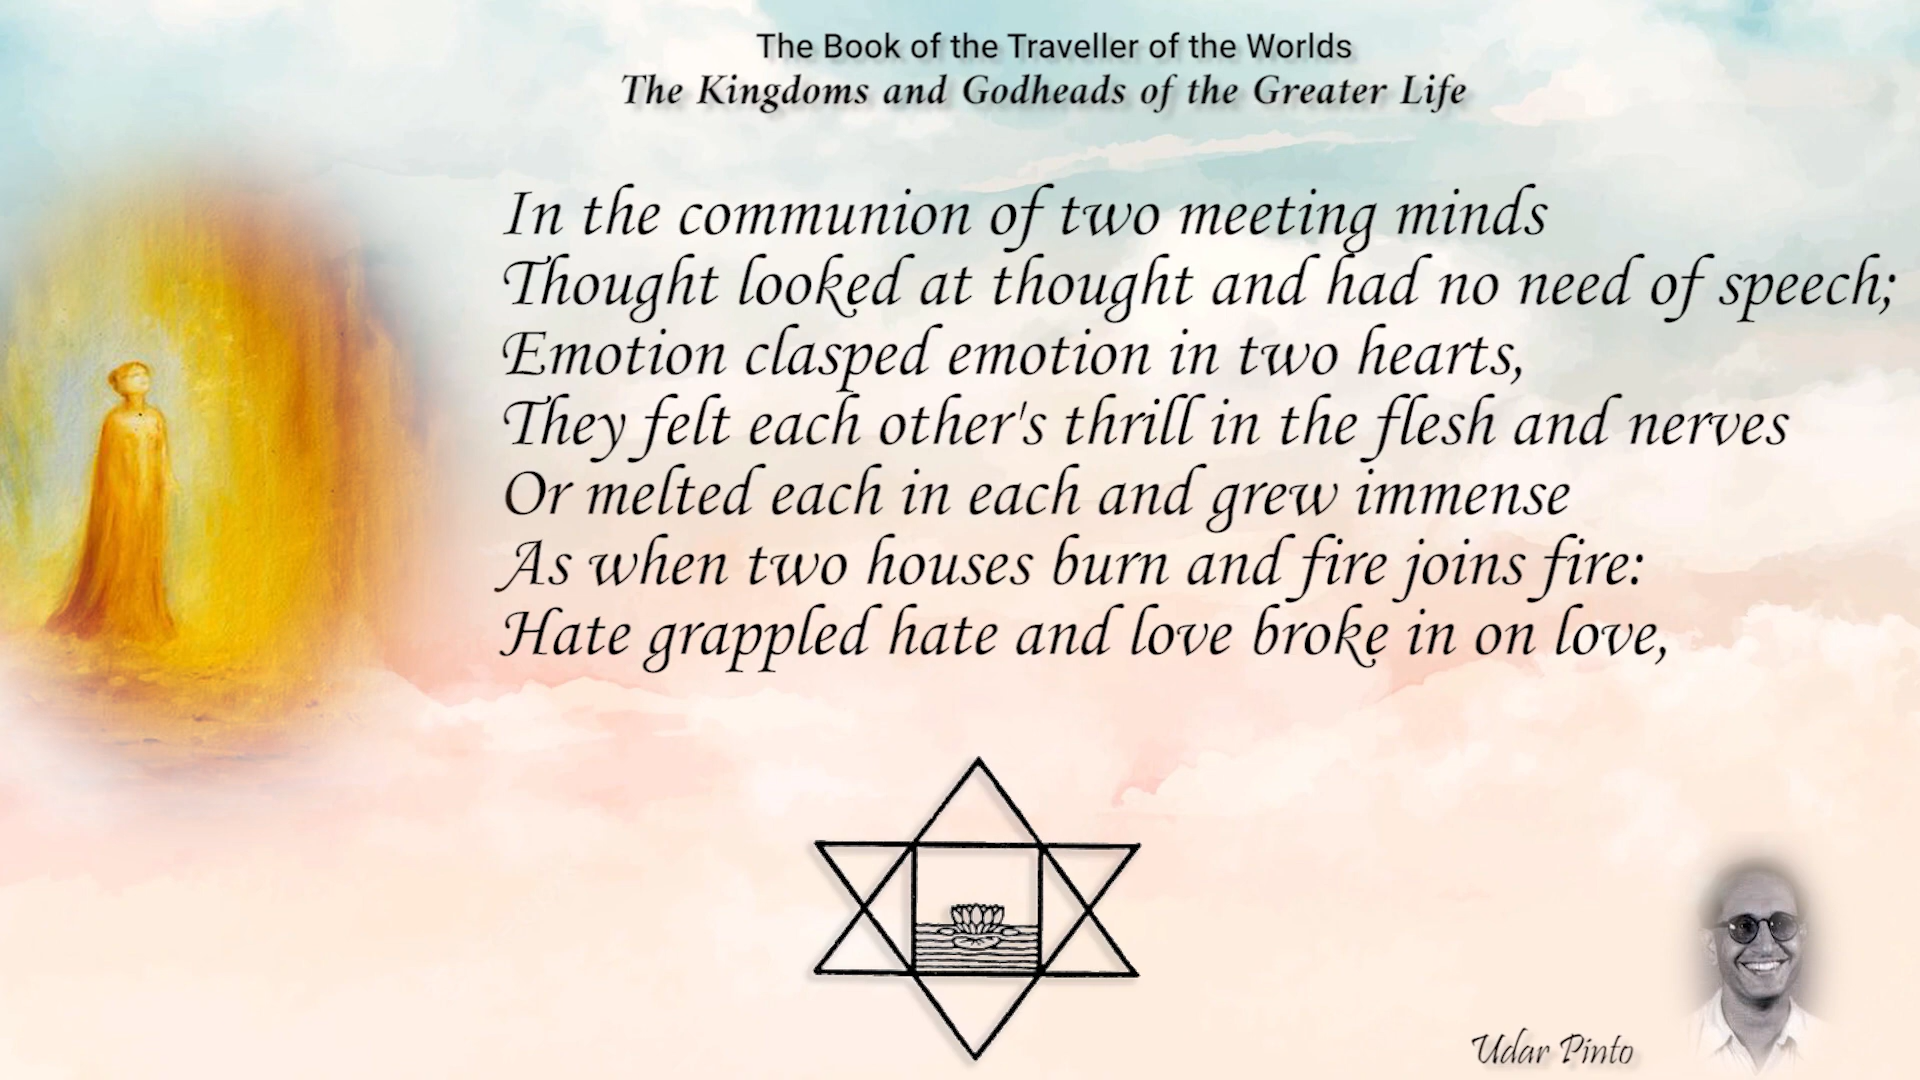 The Book of the Traveller of the Worlds
The Kingdoms and Godheads of the Greater Life
In the communion of two meeting minds
Thought looked at thought and had no need of speech;
Emotion clasped emotion in two hearts,
They felt each other's thrill in the flesh and nerves
Or melted each in each and grew immense
As when two houses burn and fire joins fire:
Hate grappled hate and love broke in on love,
Udar Pinto